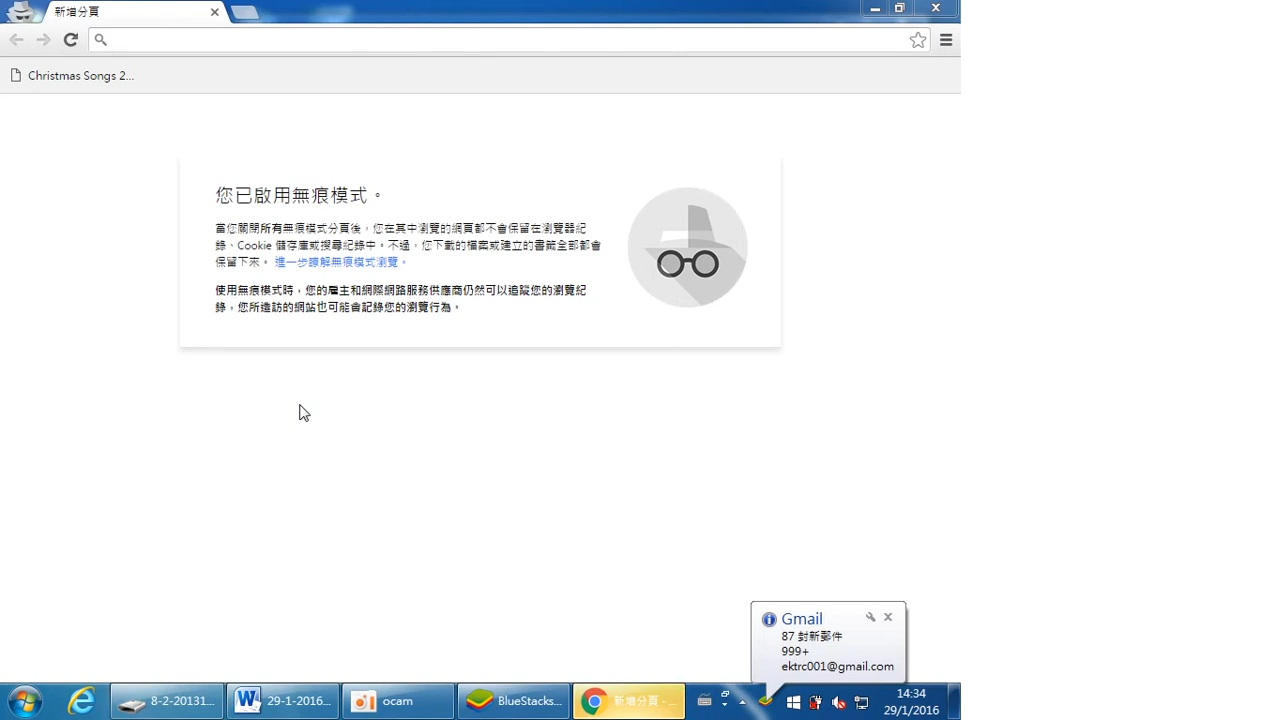 新增分頁
Christmas Songs 2...
您已啟用無痕模式。
當您關閉所有無痕模式分頁後，您在其中瀏覽的網頁都不會保留在瀏覽器紀
錄、Cookie 儲存庫或搜尋紀錄中。不過，您下載的檔案或建立的書籤全部都會
保留下來。 進一步瞭解無痕模式瀏覽。
使用無痕模式時，您的雇主和網際網路服務供應商仍然可以追蹤您的瀏覽紀
錄，您所造訪的網站也可能會記錄您的瀏覽行為。
Gmail
87 封新郵件
999+
ektrc001@gmail.com
8-2-20131...
29-1-2016...
ocam
BlueStacks...
新增分頁 -...
14:34
29/1/2016